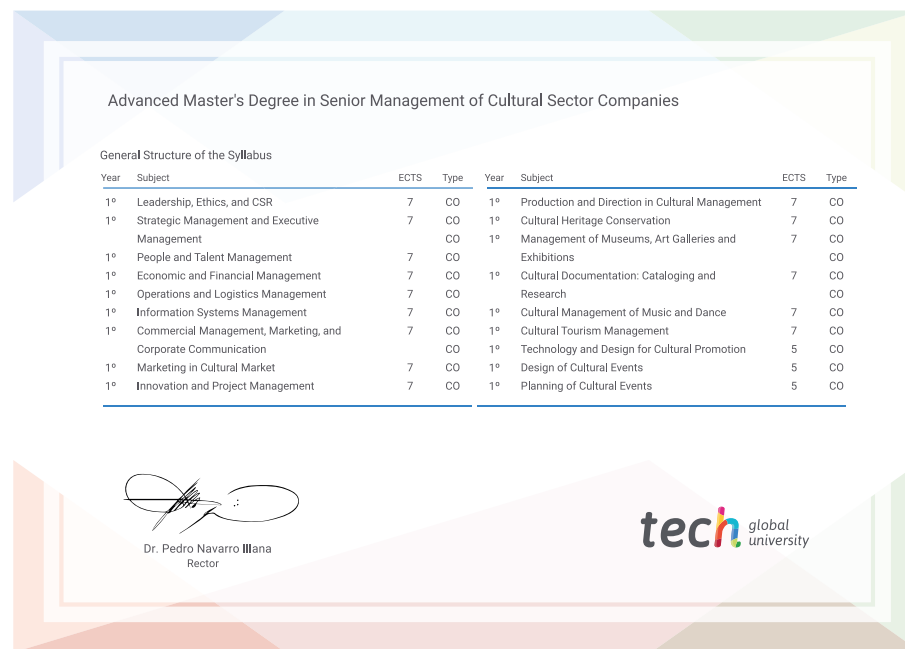 Advanced Master's Degree in Senior Management of Cultural Sector Companies
General Structure of the Syllabus
Year Subject ECTS Type
1º Leadership, Ethics, and CSR 7 CO
1º Strategic Management and Executive 7 CO
Management CO
1º People and Talent Management 7 CO
1º Economic and Financial Management 7 CO
1º Operations and Logistics Management 7 CO
1º Information Systems Management 7 CO
1º Commercial Management, Marketing, and 7 CO
Corporate Communication CO
1º Marketing in Cultural Market 7 CO
1º Innovation and Project Management 7 CO
Year Subject ECTS Type
1º Production and Direction in Cultural Management 7 CO
1º Cultural Heritage Conservation 7 CO
1º Management of Museums, Art Galleries and 7 CO
Exhibitions CO
1º Cultural Documentation: Cataloging and 7 CO
Research CO
1º Cultural Management of Music and Dance 7 CO
1º Cultural Tourism Management 7 CO
1º Technology and Design for Cultural Promotion 5 CO
1º Design of Cultural Events 5 CO
1º Planning of Cultural Events 5 CO
Dr. Pedro Navarro Illana
Rector
tech global
university